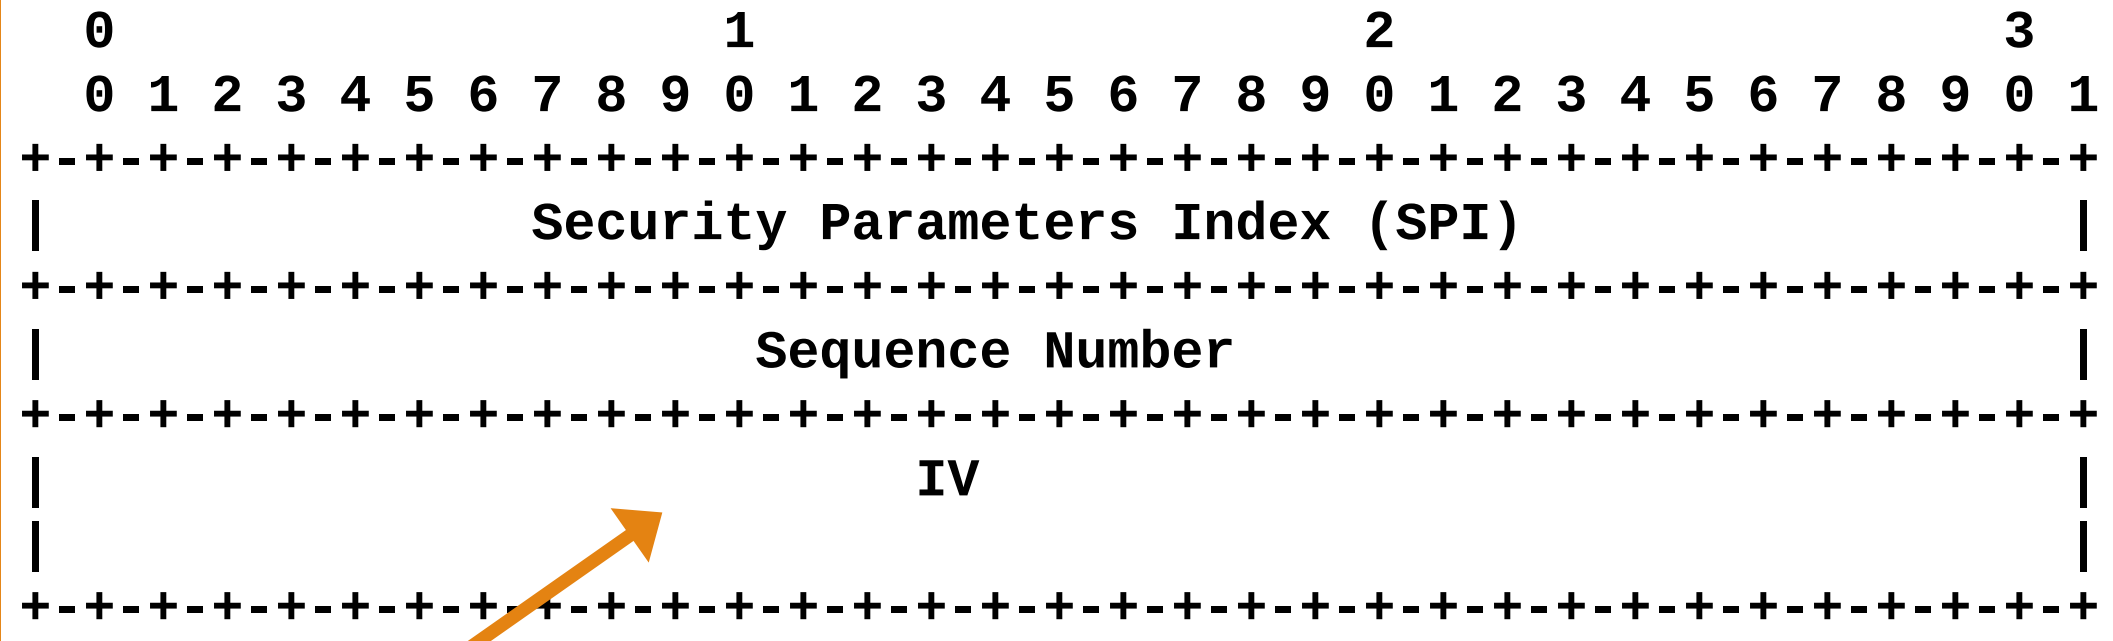 0                   1                   2                   3
0 1 2 3 4 5 6 7 8 9 0 1 2 3 4 5 6 7 8 9 0 1 2 3 4 5 6 7 8 9 0 1
+-+-+-+-+-+-+-+-+-+-+-+-+-+-+-+-+-+-+-+-+-+-+-+-+-+-+-+-+-+-+-+-+
|               Security Parameters Index (SPI)                 |
+-+-+-+-+-+-+-+-+-+-+-+-+-+-+-+-+-+-+-+-+-+-+-+-+-+-+-+-+-+-+-+-+
|                      Sequence Number                          |
+-+-+-+-+-+-+-+-+-+-+-+-+-+-+-+-+-+-+-+-+-+-+-+-+-+-+-+-+-+-+-+-+
|                           IV                                  |
|                                                               |
+-+-+-+-+-+-+-+-+-+-+-+-+-+-+-+-+-+-+-+-+-+-+-+-+-+-+-+-+-+-+-+-+